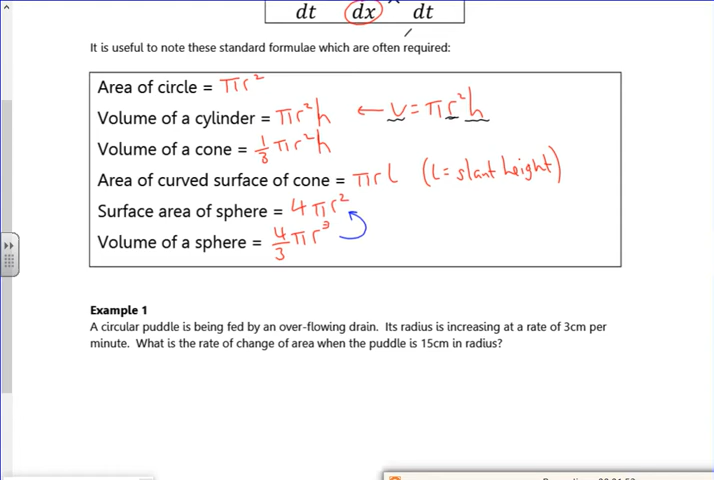 dt dx × dt
It is useful to note these standard formulae which are often required:
Area of circle = πr²
Volume of a cylinder = πr²h ← V = πr²h
Volume of a cone = 1/3 πr²h
Area of curved surface of cone = πrl (l = slant height)
Surface area of sphere = 4πr²
Volume of a sphere = 4/3 πr³
Example 1
A circular puddle is being fed by an over-flowing drain. Its radius is increasing at a rate of 3cm per
minute. What is the rate of change of area when the puddle is 15cm in radius?